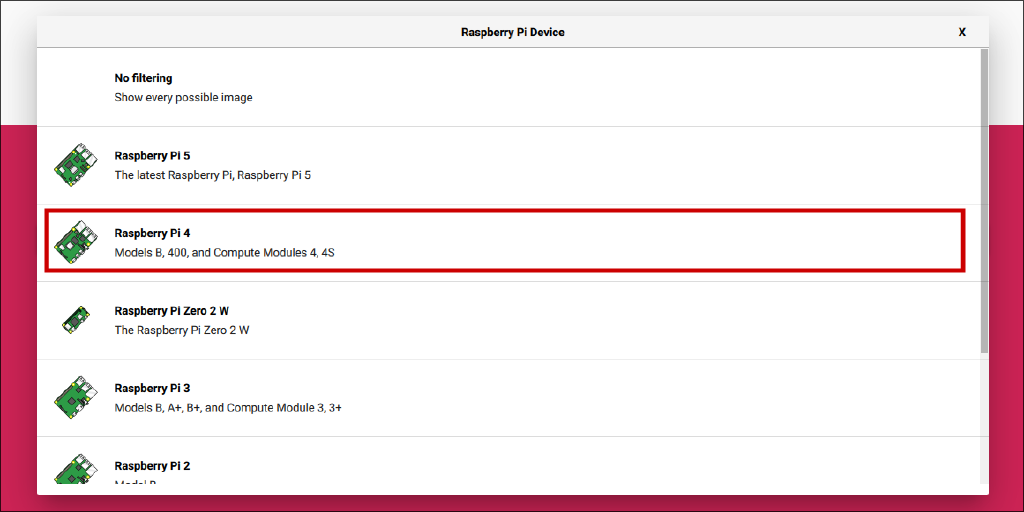 Raspberry Pi Device
X
No filtering
Show every possible image
Raspberry Pi 5
The latest Raspberry Pi, Raspberry Pi 5
Raspberry Pi 4
Models B, 400, and Compute Modules 4, 4S
Raspberry Pi Zero 2 W
The Raspberry Pi Zero 2 W
Raspberry Pi 3
Models B, A+, B+, and Compute Module 3, 3+
Raspberry Pi 2
Model B